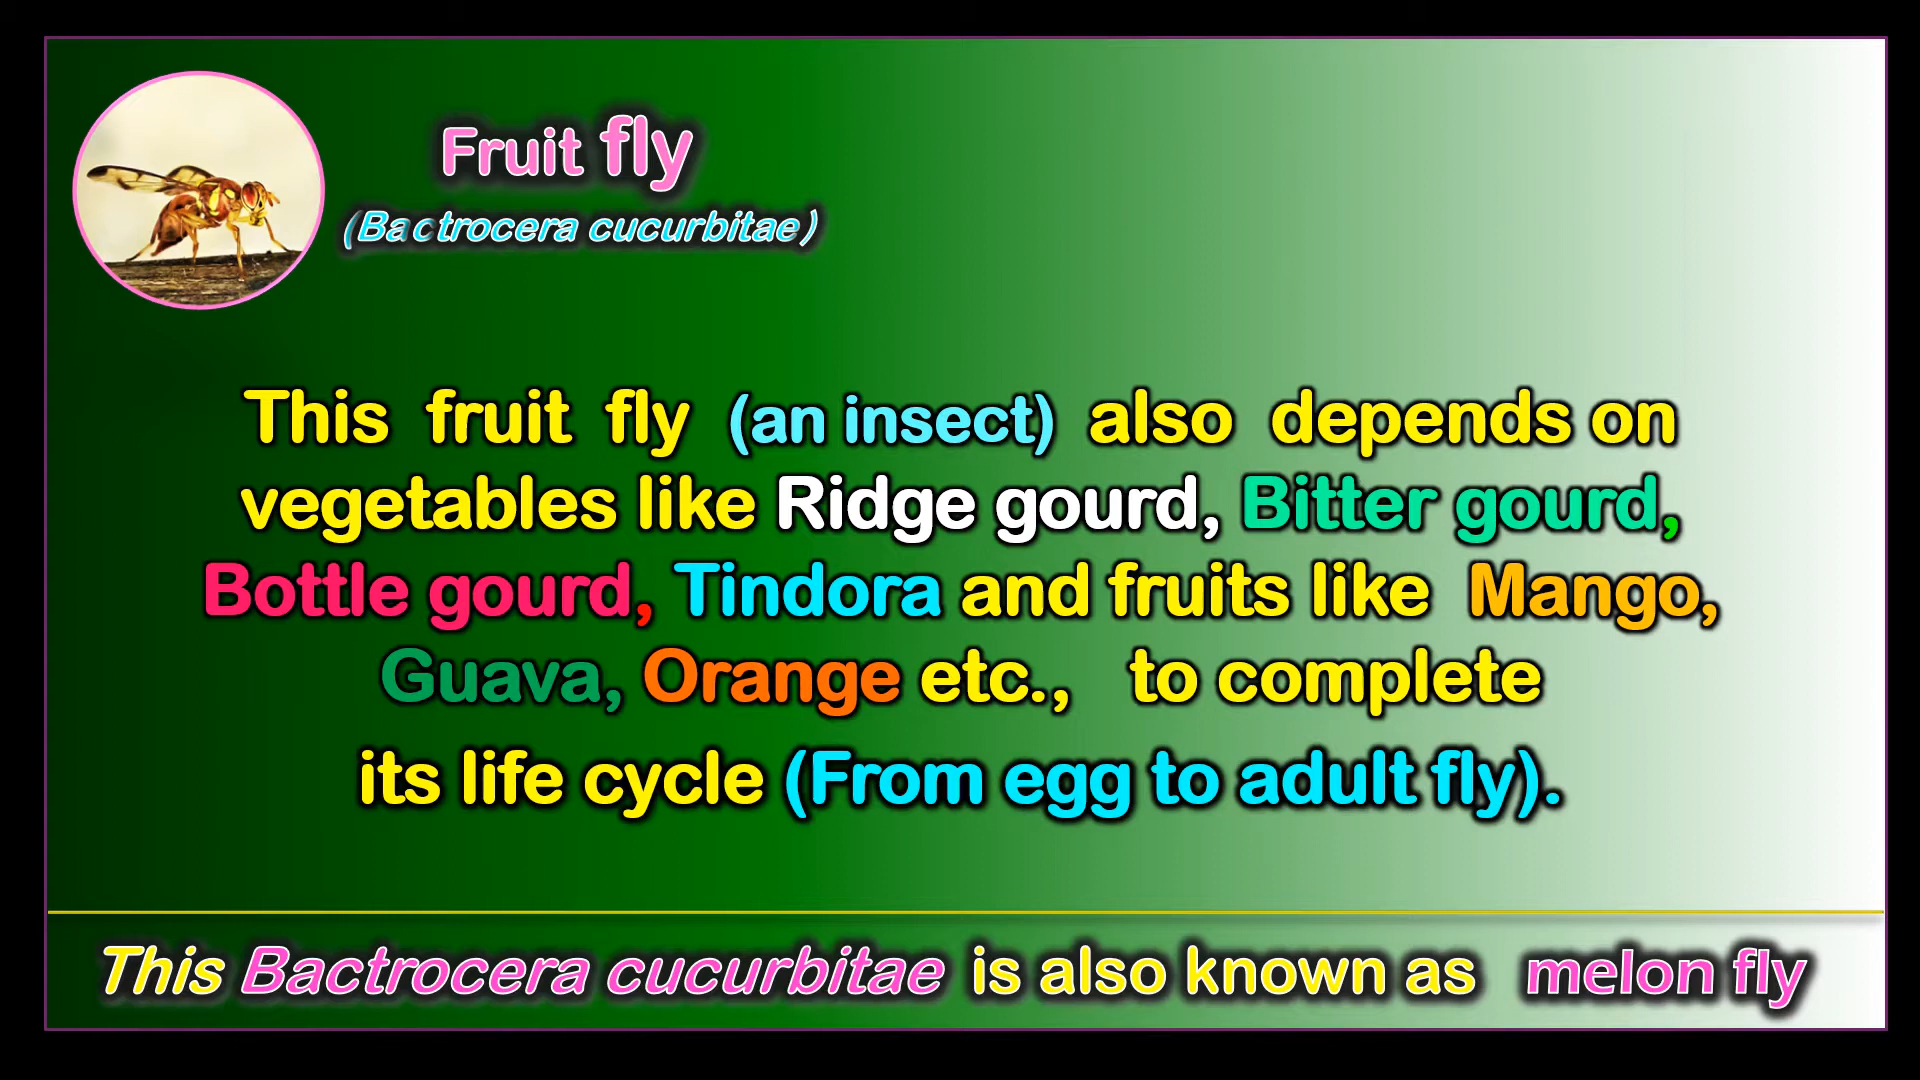 Fruit fly
(Bactrocera cucurbitae)
This fruit fly (an insect) also depends on
vegetables like Ridge gourd, Bitter gourd,
Bottle gourd, Tindora and fruits like Mango,
Guava, Orange etc., to complete
its life cycle (From egg to adult fly).
This Bactrocera cucurbitae is also known as melon fly